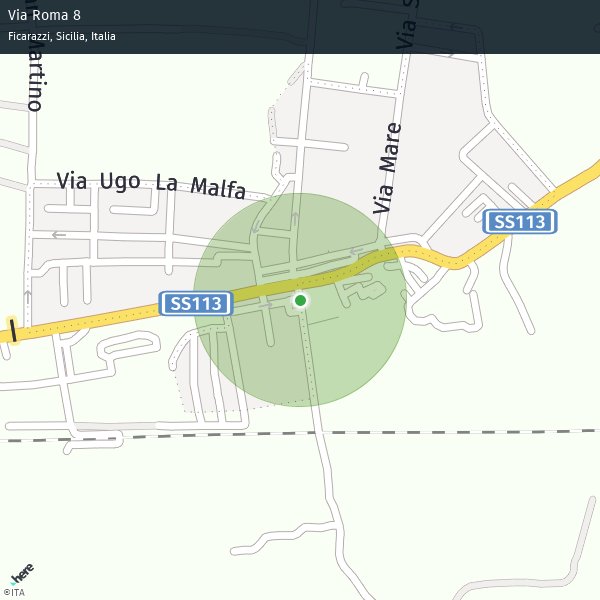 Via Roma 8
Ficarazzi, Sicilia, Italia
Martino
Via S
Via Mare
Via Ugo La Malfa
SS113
SS113
here
©ITA